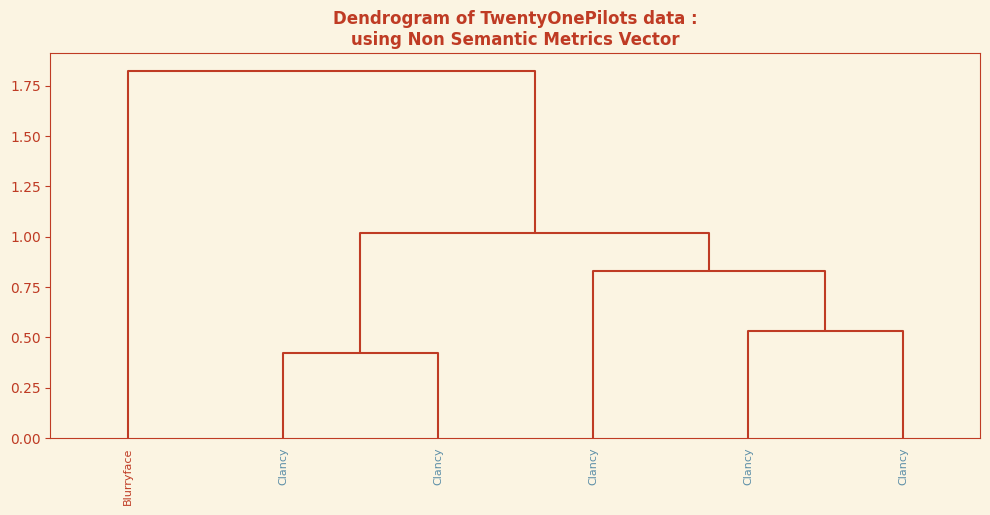 Dendrogram of TwentyOnePilots data :
using Non Semantic Metrics Vector
1.75
1.50
1.25
1.00
0.75
0.50
0.25
0.00
Blurryface
Clancy
Clancy
Clancy
Clancy
Clancy